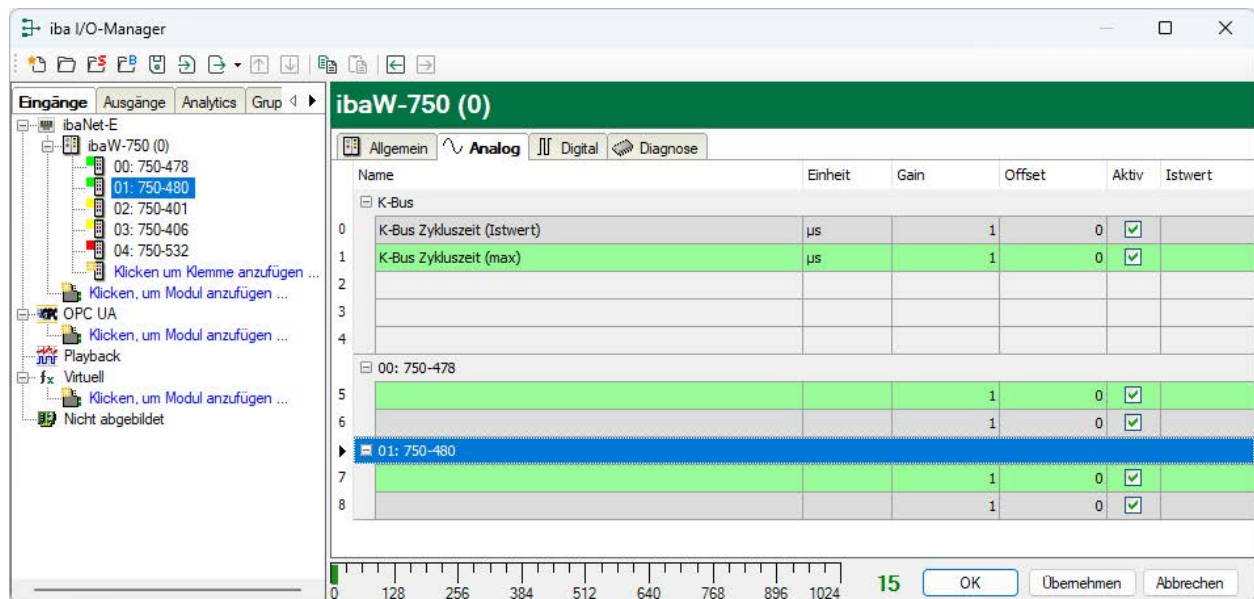 iba I/O-Manager
Eingänge Ausgänge Analytics Grup
ibaNet-E
ibaW-750 (0)
00: 750-478
01: 750-480
02: 750-401
03: 750-406
04: 750-532
Klicken um Klemme anzufügen ...
Klicken, um Modul anzufügen ...
OPC UA
Klicken, um Modul anzufügen ...
Playback
Virtuell
Klicken, um Modul anzufügen ...
Nicht abgebildet
ibaW-750 (0)
Allgemein Analog Digital Diagnose
Name Einheit Gain Offset Aktiv Istwert
K-Bus
0 K-Bus Zykluszeit (Istwert) µs 1 0
1 K-Bus Zykluszeit (max) µs 1 0
2
3
4
00: 750-478
5 1 0
6 1 0
01: 750-480
7 1 0
8 1 0
0 128 256 384 512 640 768 896 1024
15 OK Übernehmen Abbrechen